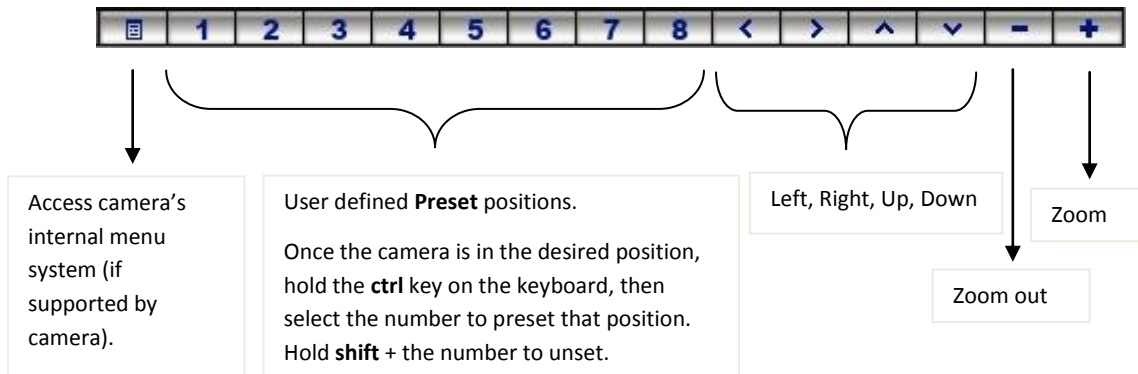 1 2 3 4 5 6 7 8 < > ^ v - +
Access camera's
internal menu
system (if
supported by
camera).
User defined Preset positions.
Once the camera is in the desired position,
hold the ctrl key on the keyboard, then
select the number to preset that position.
Hold shift + the number to unset.
Left, Right, Up, Down
Zoom out
Zoom